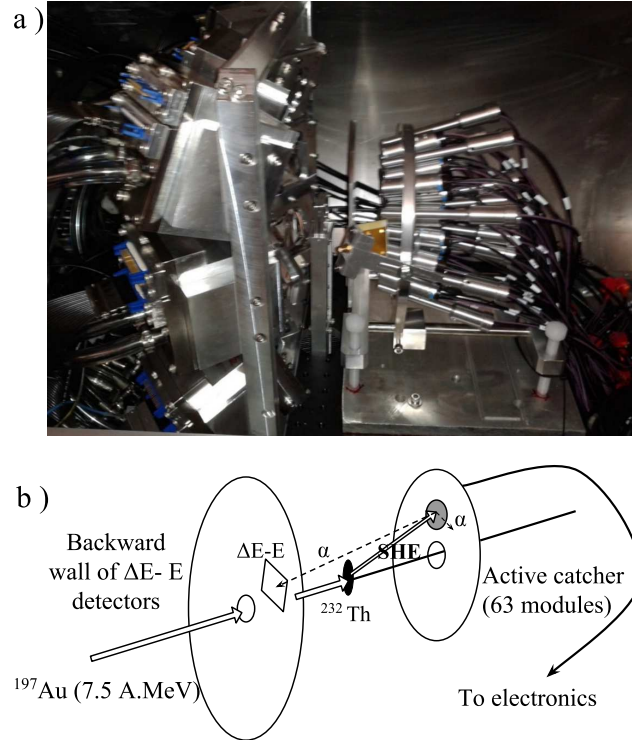 a )
b )
Backward
wall of ΔE- E
detectors
ΔE-E
α
SHE
α
²³²Th
Active catcher
(63 modules)
¹⁹⁷Au (7.5 A.MeV)
To electronics